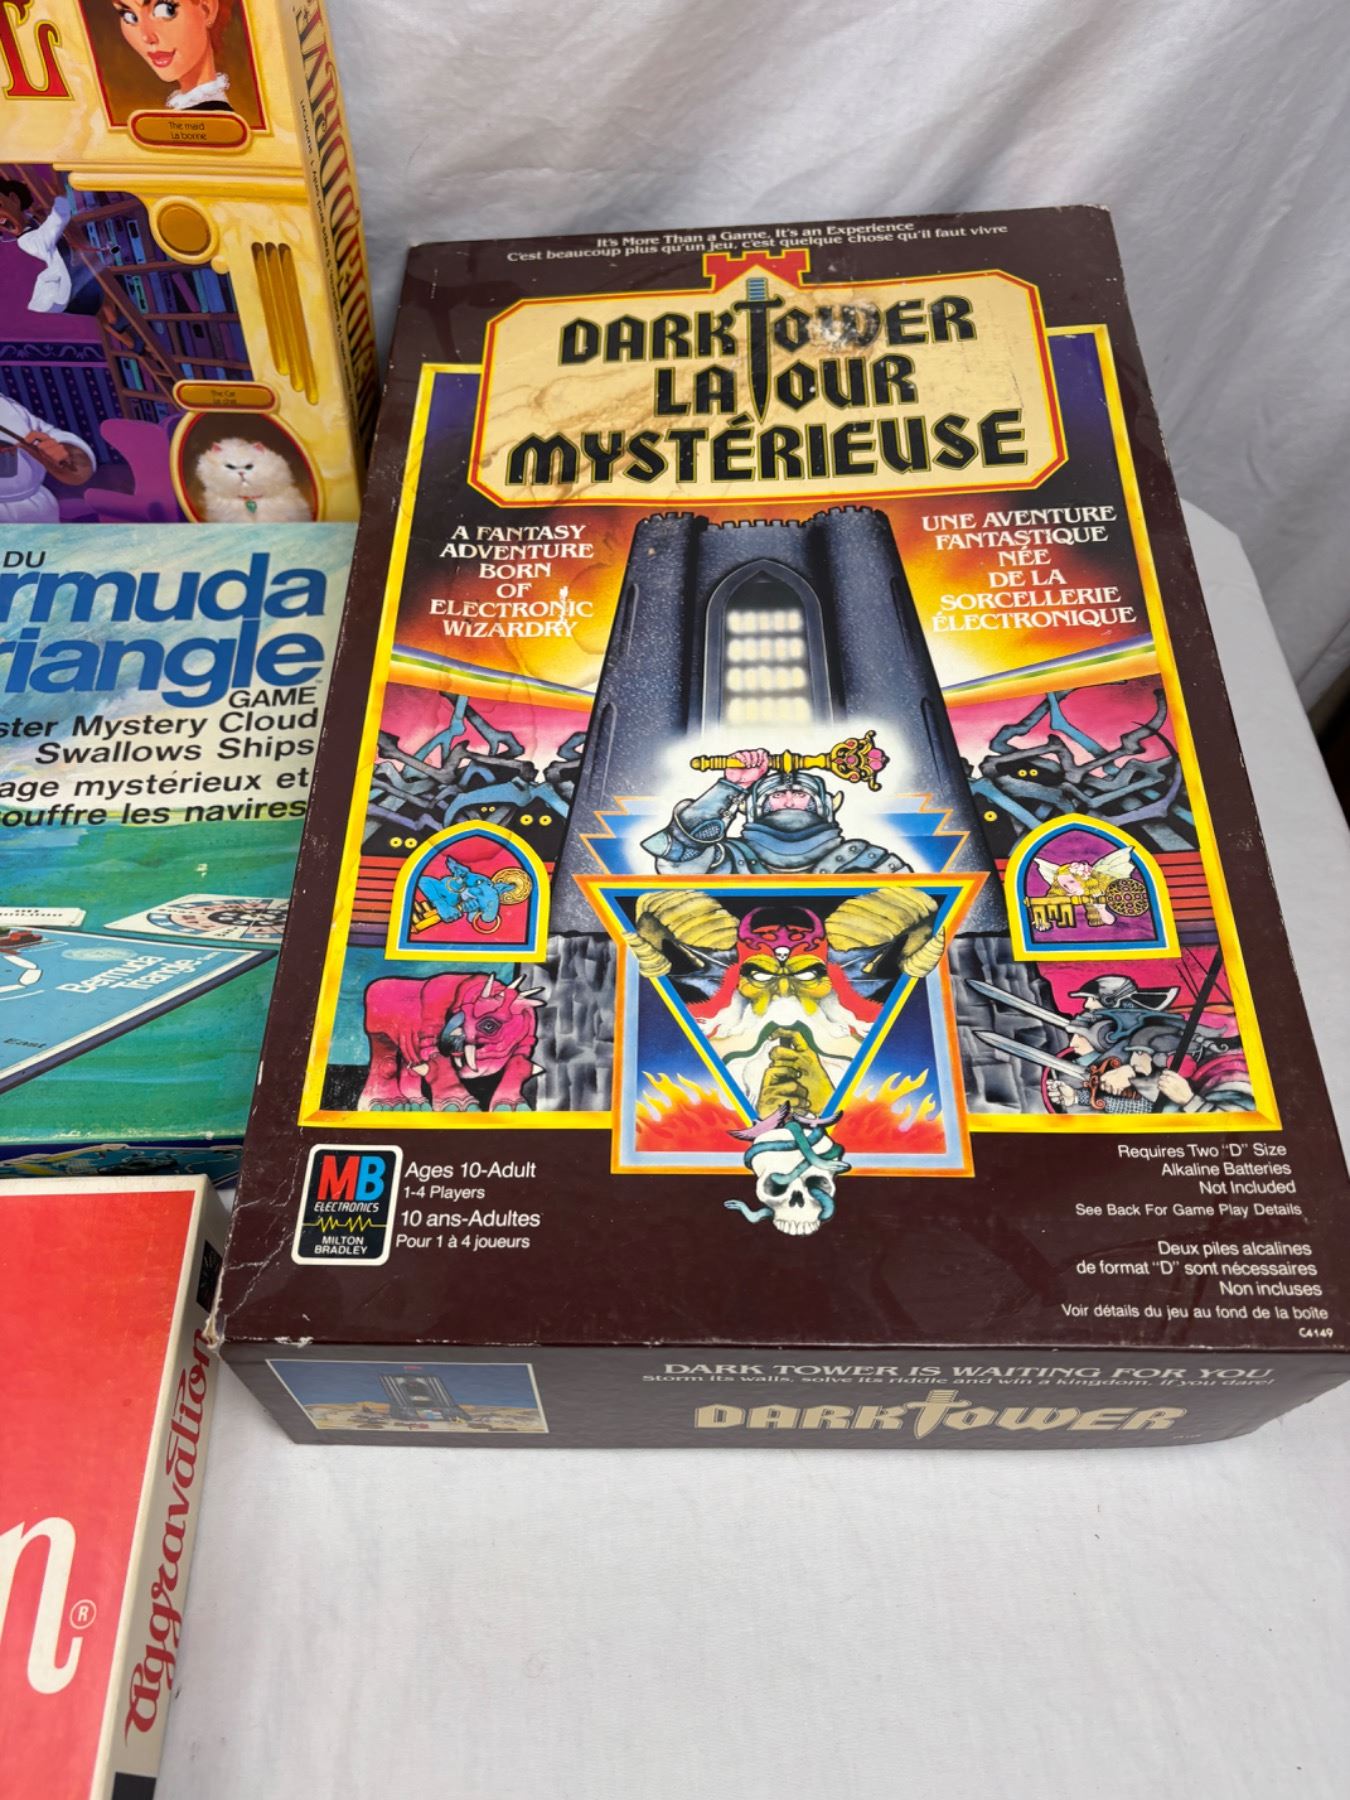 The maid
La bonne
The Cat
Le chat
DU
rmuda
riangle
GAME
ster Mystery Cloud
Swallows Ships
age mystérieux et
ouffre les navires
Bermuda
Triangle
East
n®
Aggravation
It's More Than a Game, It's an Experience
C'est beaucoup plus qu'un jeu, c'est quelque chose qu'il faut vivre
DARK TOWER
LA TOUR
MYSTÉRIEUSE
A FANTASY
ADVENTURE
BORN
OF
ELECTRONIC
WIZARDRY
UNE AVENTURE
FANTASTIQUE
NÉE
DE LA
SORCELLERIE
ÉLECTRONIQUE
MB
ELECTRONICS
MILTON
BRADLEY
Ages 10-Adult
1-4 Players
10 ans-Adultes
Pour 1 à 4 joueurs
Requires Two "D" Size
Alkaline Batteries
Not Included
See Back For Game Play Details
Deux piles alcalines
de format "D" sont nécessaires
Non incluses
Voir détails du jeu au fond de la boîte
C4149
DARK TOWER IS WAITING FOR YOU
Storm its walls, solve its riddle and win a kingdom, if you dare!
DARK TOWER